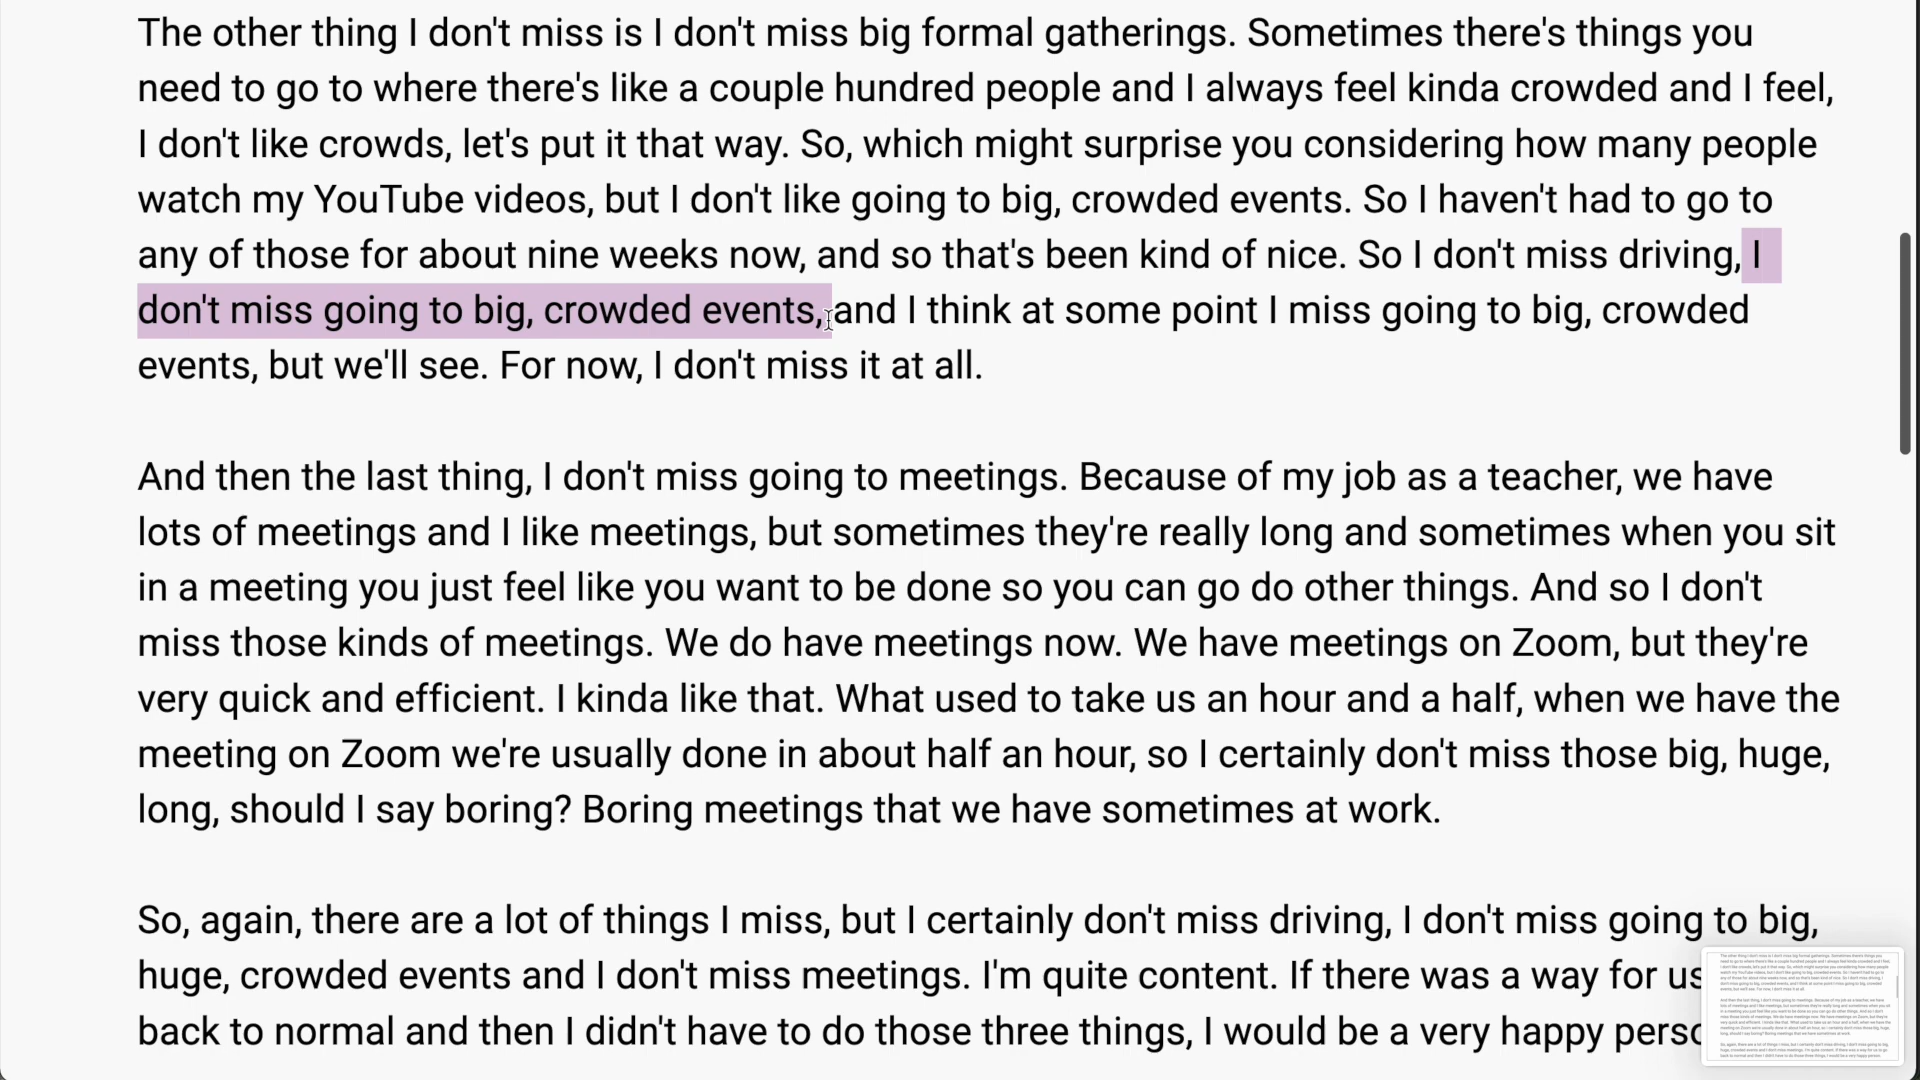 The other thing I don't miss is I don't miss big formal gatherings. Sometimes there's things you
need to go to where there's like a couple hundred people and I always feel kinda crowded and I feel,
I don't like crowds, let's put it that way. So, which might surprise you considering how many people
watch my YouTube videos, but I don't like going to big, crowded events. So I haven't had to go to
any of those for about nine weeks now, and so that's been kind of nice. So I don't miss driving, I
don't miss going to big, crowded events, and I think at some point I miss going to big, crowded
events, but we'll see. For now, I don't miss it at all.
And then the last thing, I don't miss going to meetings. Because of my job as a teacher, we have
lots of meetings and I like meetings, but sometimes they're really long and sometimes when you sit
in a meeting you just feel like you want to be done so you can go do other things. And so I don't
miss those kinds of meetings. We do have meetings now. We have meetings on Zoom, but they're
very quick and efficient. I kinda like that. What used to take us an hour and a half, when we have the
meeting on Zoom we're usually done in about half an hour, so I certainly don't miss those big, huge,
long, should I say boring? Boring meetings that we have sometimes at work.
So, again, there are a lot of things I miss, but I certainly don't miss driving, I don't miss going to big,
huge, crowded events and I don't miss meetings. I'm quite content. If there was a way for us
back to normal and then I didn't have to do those three things, I would be a very happy